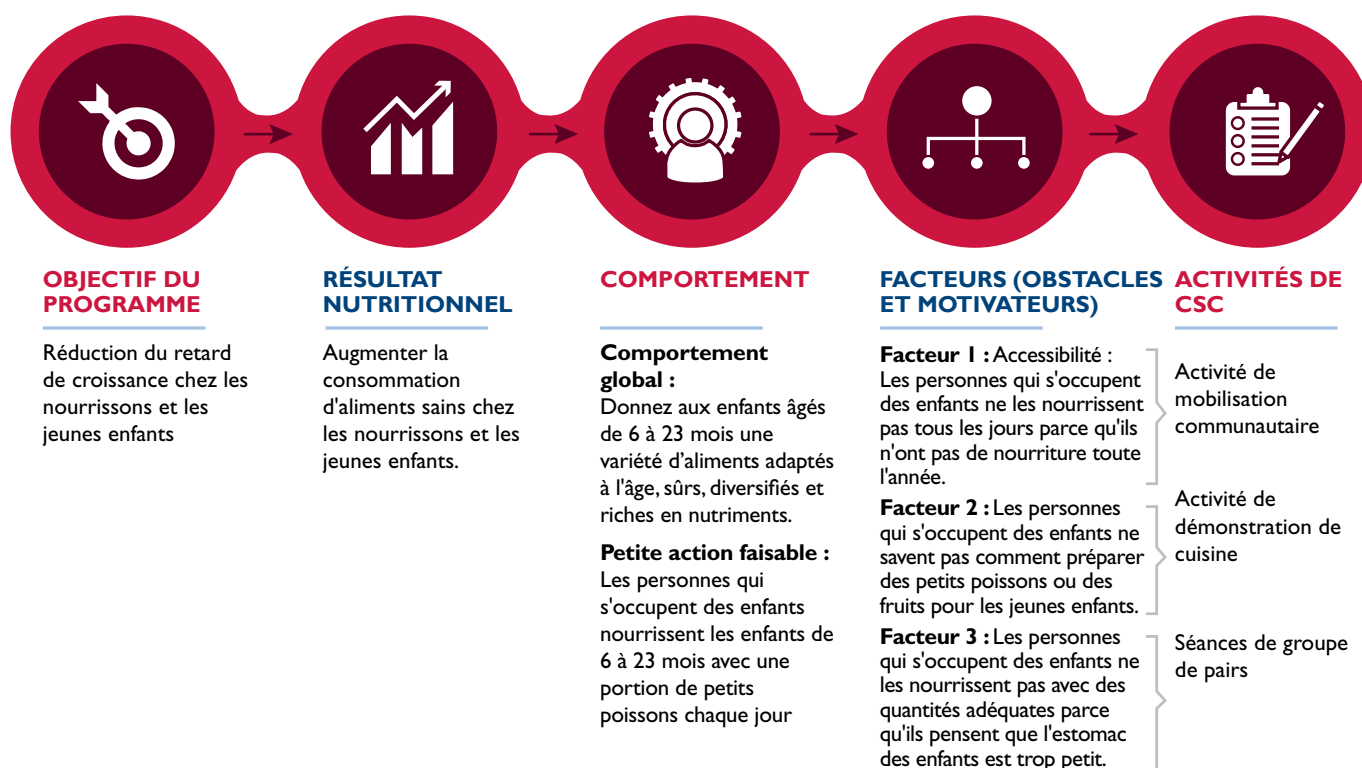 OBJECTIF DU
PROGRAMME
Réduction du retard
de croissance chez les
nourrissons et les
jeunes enfants
RÉSULTAT
NUTRITIONNEL
Augmenter la
consommation
d'aliments sains chez
les nourrissons et les
jeunes enfants.
COMPORTEMENT
Comportement
global :
Donnez aux enfants âgés
de 6 à 23 mois une
variété d’aliments adaptés
à l'âge, sûrs, diversifiés et
riches en nutriments.
Petite action faisable :
Les personnes qui
s'occupent des enfants
nourrissent les enfants de
6 à 23 mois avec une
portion de petits
poissons chaque jour
FACTEURS (OBSTACLES
ET MOTIVATEURS)
Facteur 1 : Accessibilité :
Les personnes qui s'occupent
des enfants ne les nourrissent
pas tous les jours parce qu'ils
n'ont pas de nourriture toute
l'année.
Facteur 2 : Les personnes
qui s'occupent des enfants ne
savent pas comment préparer
des petits poissons ou des
fruits pour les jeunes enfants.
Facteur 3 : Les personnes
qui s'occupent des enfants ne
les nourrissent pas avec des
quantités adéquates parce
qu'ils pensent que l'estomac
des enfants est trop petit.
ACTIVITÉS DE
CSC
Activité de
mobilisation
communautaire
Activité de
démonstration de
cuisine
Séances de groupe
de pairs